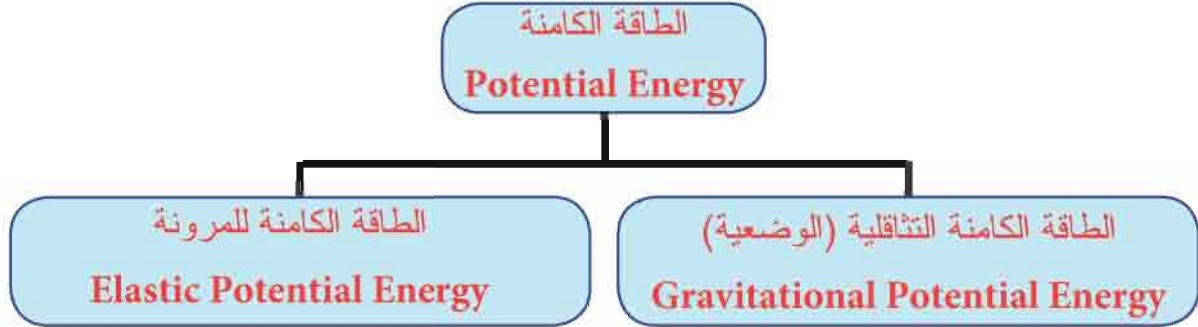 الطاقة الكامنة
Potential Energy
الطاقة الكامنة التثاقلية (الوضعية)
Gravitational Potential Energy
الطاقة الكامنة للمرونة
Elastic Potential Energy